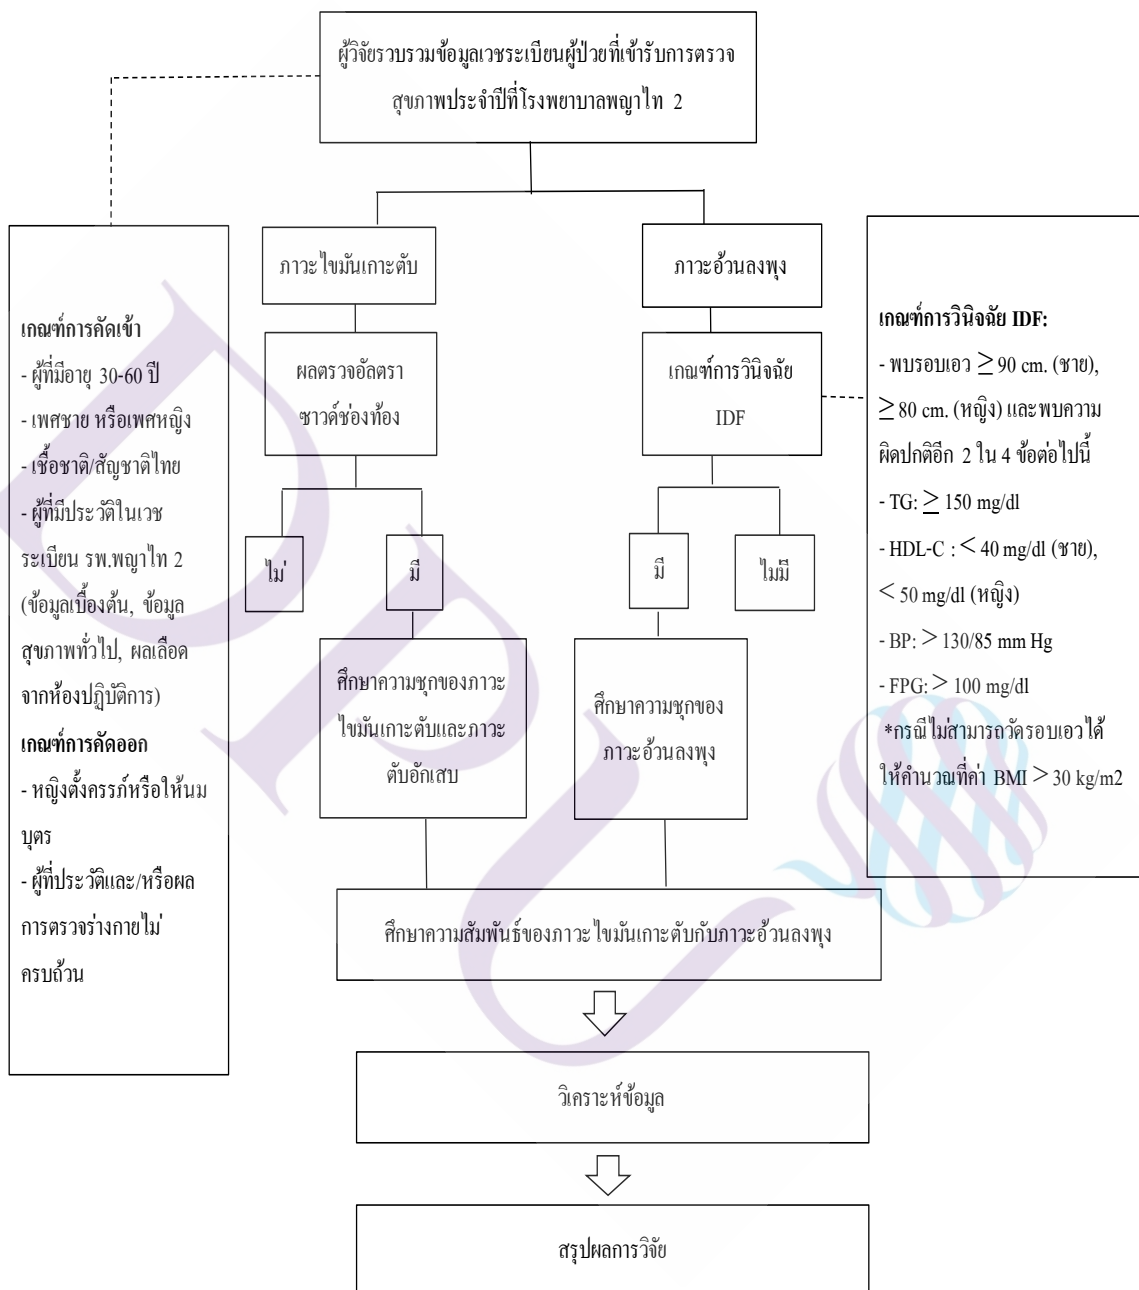 ผู้วิจัยรวบรวมข้อมูลเวชระเบียนผู้ป่วยที่เข้ารับการตรวจ
สุขภาพประจำปีที่โรงพยาบาลพญาไท 2
ภาวะไขมันเกาะตับ
ภาวะอ้วนลงพุง
เกณฑ์การคัดเข้า
- ผู้ที่มีอายุ 30-60 ปี
- เพศชาย หรือเพศหญิง
- เชื้อชาติ/สัญชาติไทย
- ผู้ที่มีประวัติในเวช
ระเบียน รพ.พญาไท 2
(ข้อมูลเบื้องต้น, ข้อมูล
สุขภาพทั่วไป, ผลเลือด
จากห้องปฏิบัติการ)
เกณฑ์การคัดออก
- หญิงตั้งครรภ์หรือให้นม
บุตร
- ผู้ที่ประวัติและ/หรือผล
การตรวจร่างกายไม่
ครบถ้วน
ผลตรวจอัลตรา
ซาวด์ช่องท้อง
เกณฑ์การวินิจฉัย
IDF
เกณฑ์การวินิจฉัย IDF:
- พบรอบเอว ≥ 90 cm. (ชาย),
≥ 80 cm. (หญิง) และพบความ
ผิดปกติอีก 2 ใน 4 ข้อต่อไปนี้
- TG: ≥ 150 mg/dl
- HDL-C : < 40 mg/dl (ชาย),
< 50 mg/dl (หญิง)
- BP: > 130/85 mm Hg
- FPG: > 100 mg/dl
*กรณีไม่สามารถวัดรอบเอวได้
ให้คำนวณที่ค่า BMI > 30 kg/m2
ไม่
มี
มี
ไม่มี
ศึกษาความชุกของภาวะ
ไขมันเกาะตับและภาวะ
ตับอักเสบ
ศึกษาความชุกของ
ภาวะอ้วนลงพุง
ศึกษาความสัมพันธ์ของภาวะไขมันเกาะตับกับภาวะอ้วนลงพุง
วิเคราะห์ข้อมูล
สรุปผลการวิจัย
DPU